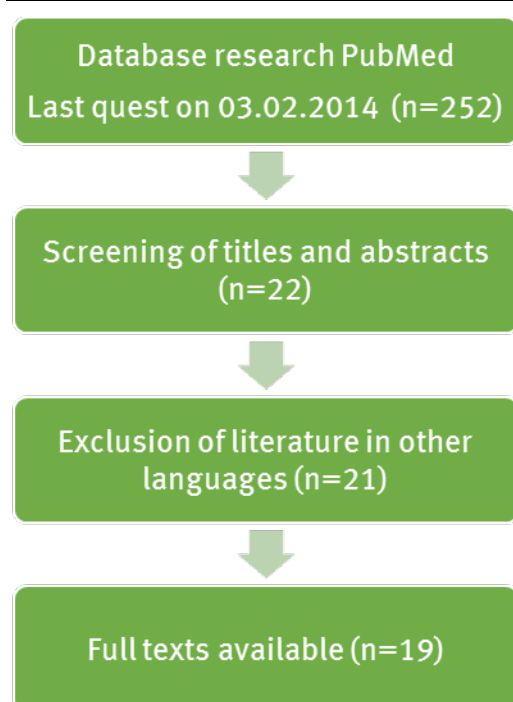 Database research PubMed
Last quest on 03.02.2014 (n=252)
Screening of titles and abstracts
(n=22)
Exclusion of literature in other
languages (n=21)
Full texts available (n=19)